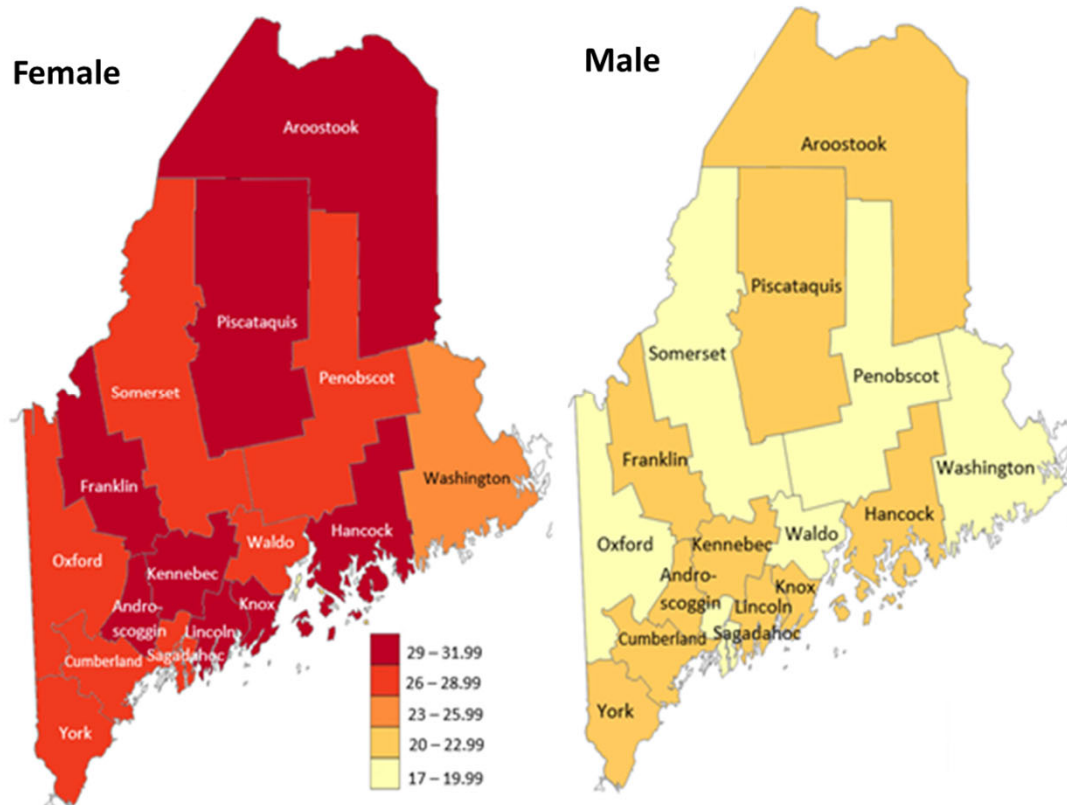 Female
Aroostook
Piscataquis
Somerset
Penobscot
Franklin
Washington
Hancock
Waldo
Oxford
Kennebec
Andro-
scoggin
Knox
Lincoln
Sagadahoc
Cumberland
York
29 – 31.99
26 – 28.99
23 – 25.99
20 – 22.99
17 – 19.99
Male
Aroostook
Piscataquis
Somerset
Penobscot
Franklin
Washington
Hancock
Waldo
Oxford
Kennebec
Andro-
scoggin
Knox
Lincoln
Sagadahoc
Cumberland
York